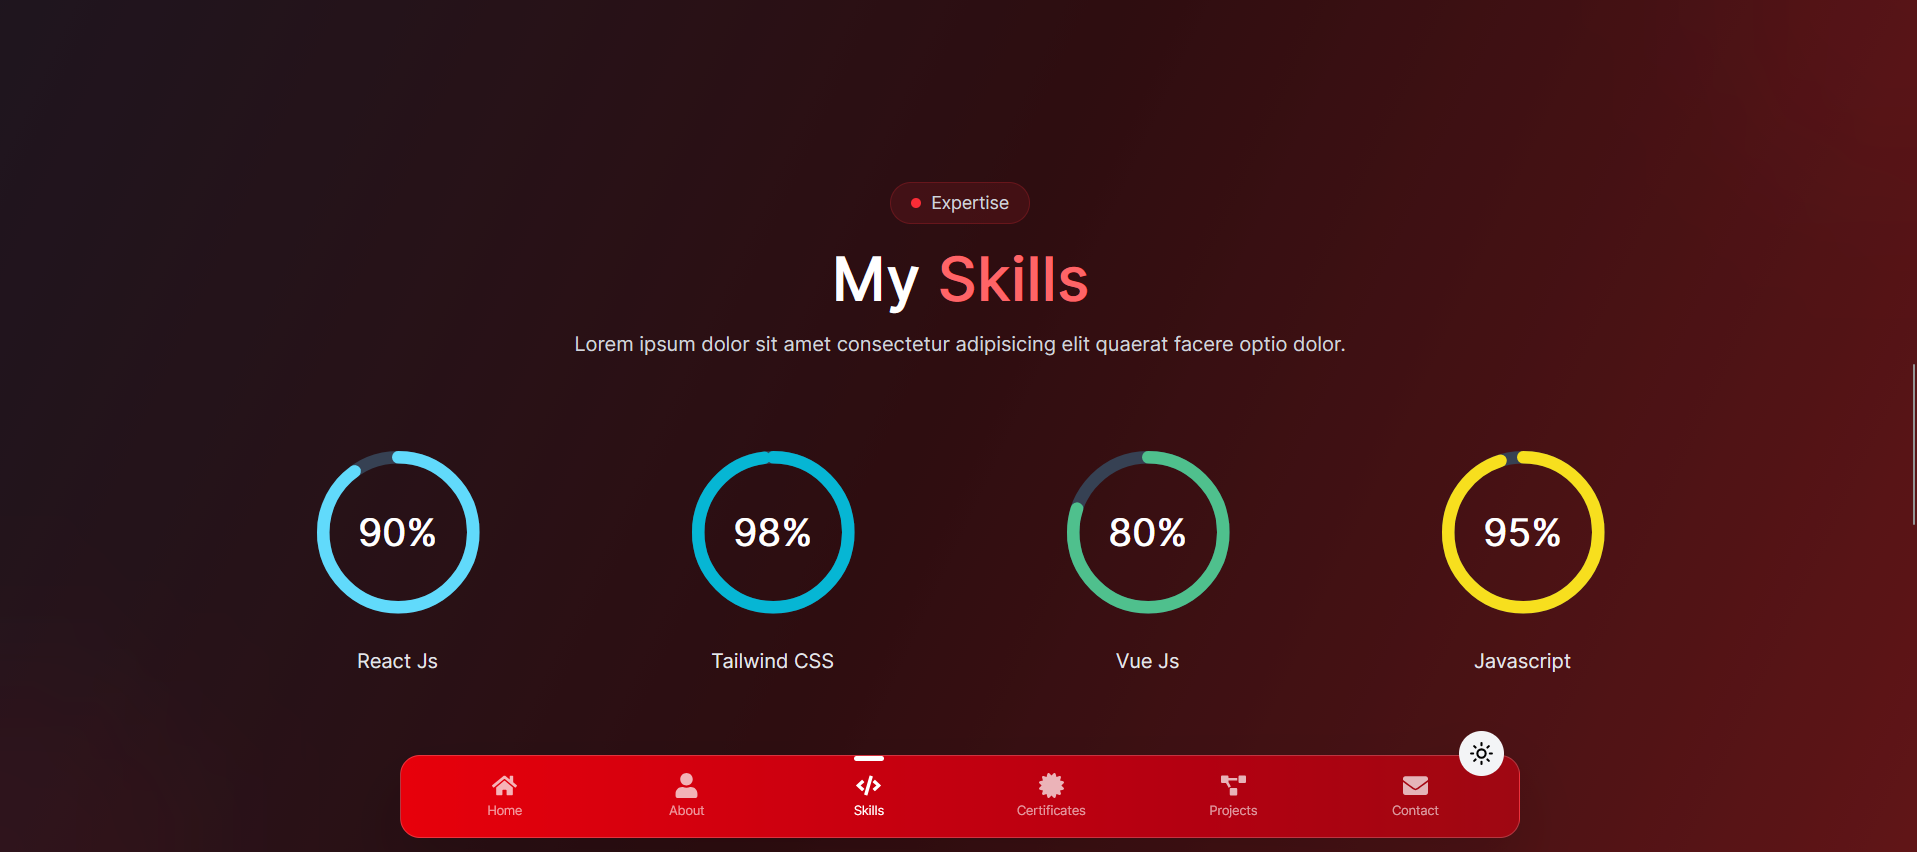 Expertise
My Skills
Lorem ipsum dolor sit amet consectetur adipisicing elit quaerat facere optio dolor.
90%
98%
80%
95%
React Js
Tailwind CSS
Vue Js
Javascript
Home
About
Skills
Certificates
Projects
Contact